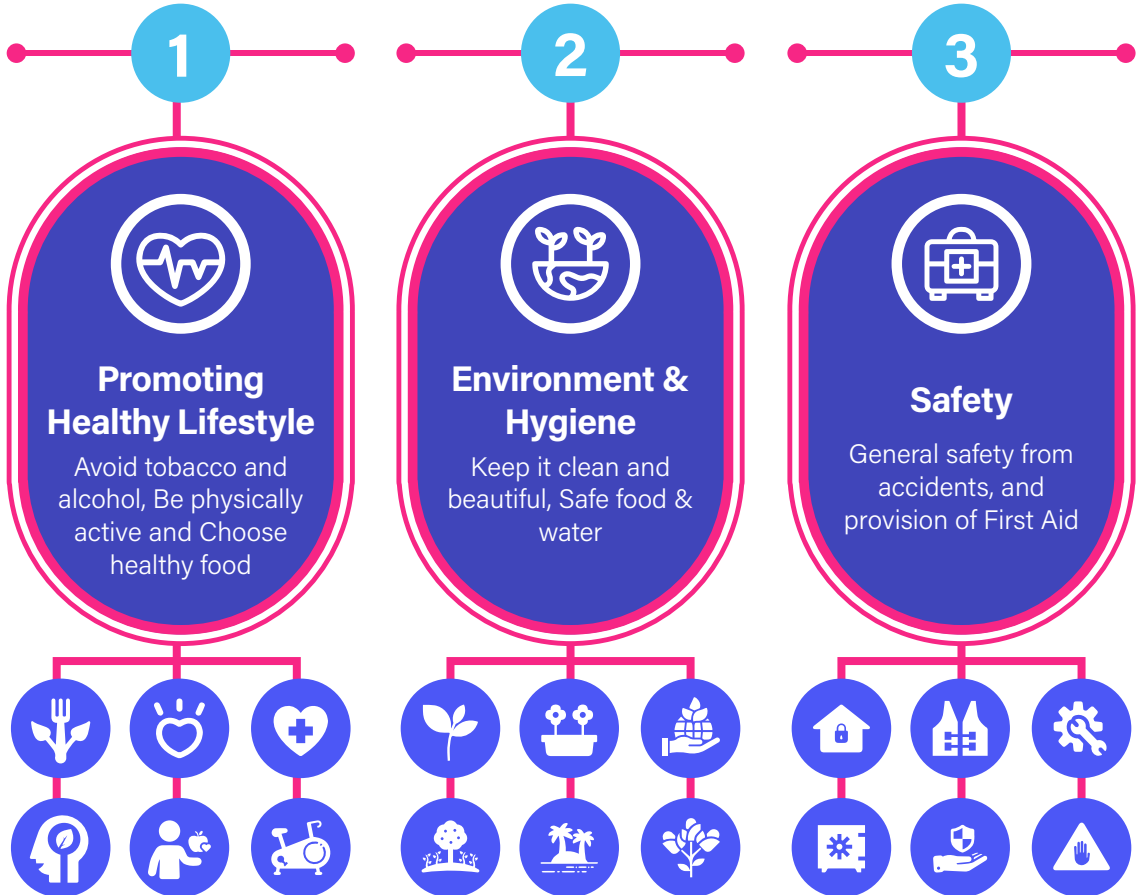 1
2
3
Promoting
Healthy Lifestyle
Avoid tobacco and
alcohol, Be physically
active and Choose
healthy food
Environment &
Hygiene
Keep it clean and
beautiful, Safe food &
water
Safety
General safety from
accidents, and
provision of First Aid